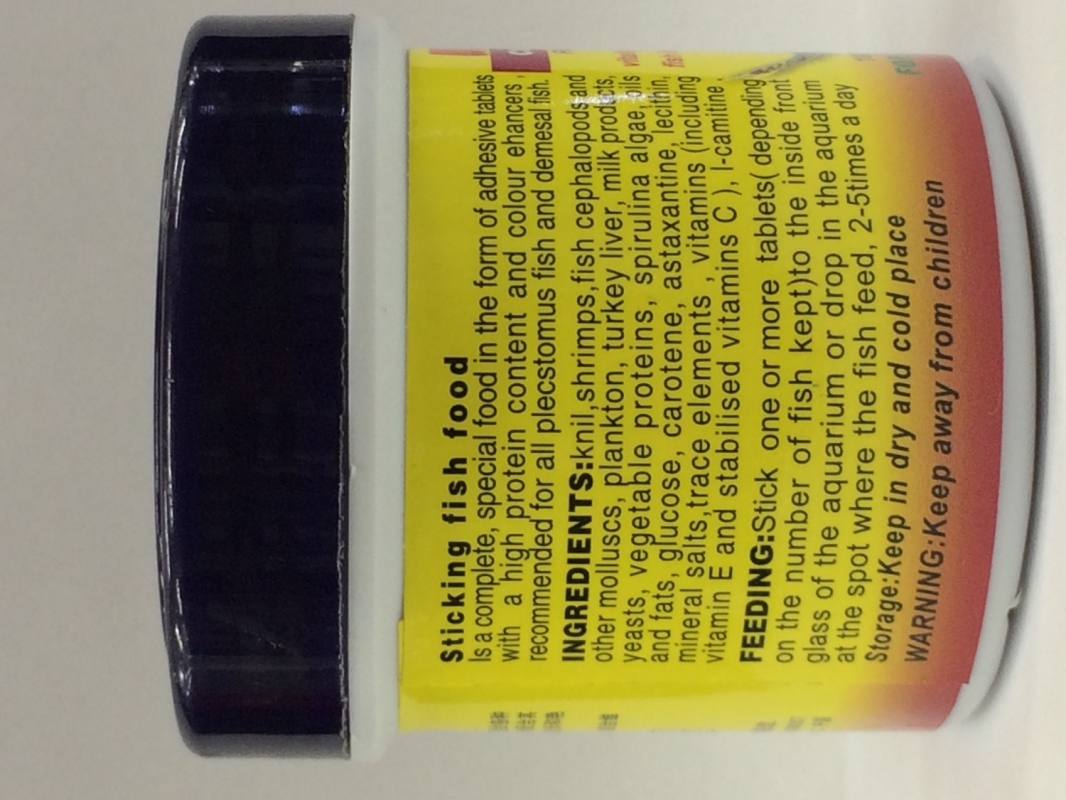 Sticking fish food
Is a complete, special food in the form of adhesive tablets
with a high protein content and colour ehancers ,
recommended for all plecstomus fish and demesal fish.
INGREDIENTS:knil,shrimps,fish cephalopods and
other molluscs, plankton, turkey liver, milk products,
yeasts, vegetable proteins, spirulina algae oils
and fats, glucose, carotene, astaxantine, lecithin,
mineral salts,trace elements , vitamins (including
vitamin E and stabilised vitamins C ), l-carnitine .
FEEDING:Stick one or more tablets( depending
on the number of fish kept)to the inside front
glass of the aquarium or drop in the aquarium
at the spot where the fish feed, 2-5times a day
Storage:Keep in dry and cold place
WARNING:Keep away from children